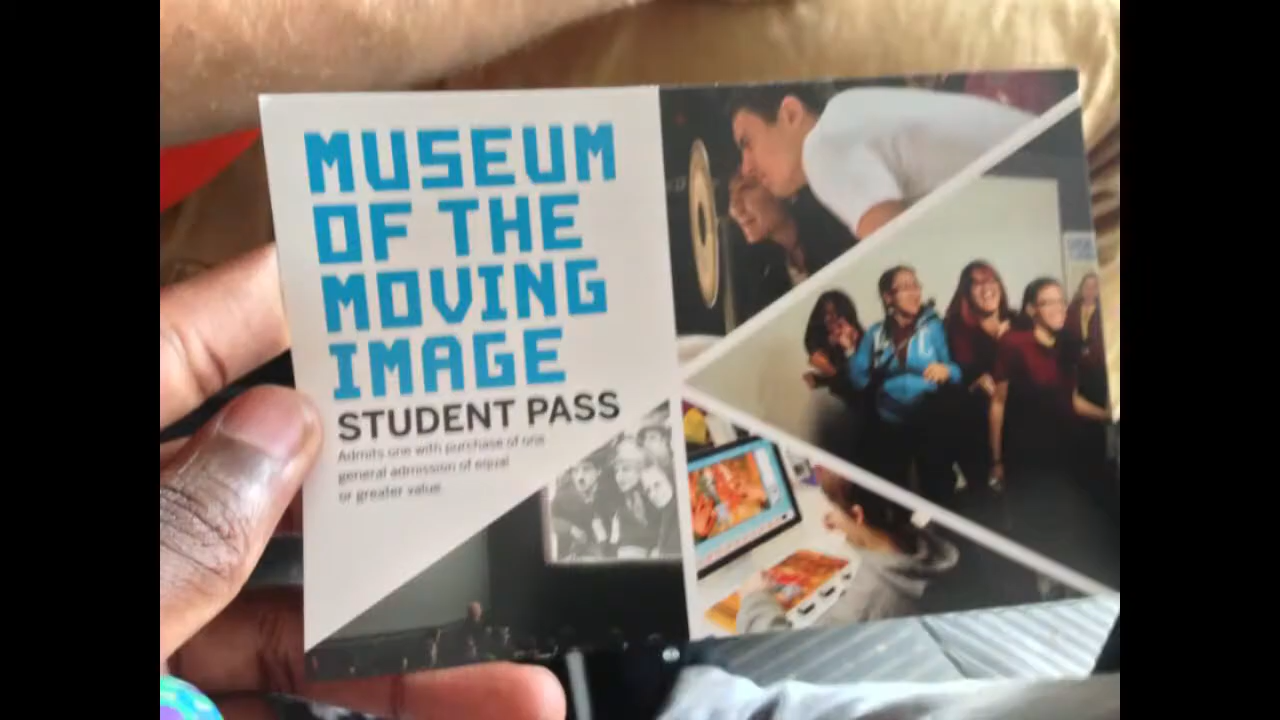 MUSEUM
OF THE
MOVING
IMAGE
STUDENT PASS
Admits one with purchase of one
general admission of equal
or greater value